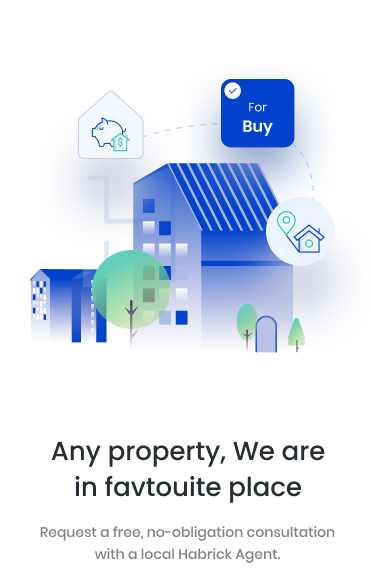 For
Buy
$
Any property, We are
in favtouite place
Request a free, no-obligation consultation
with a local Habrick Agent.